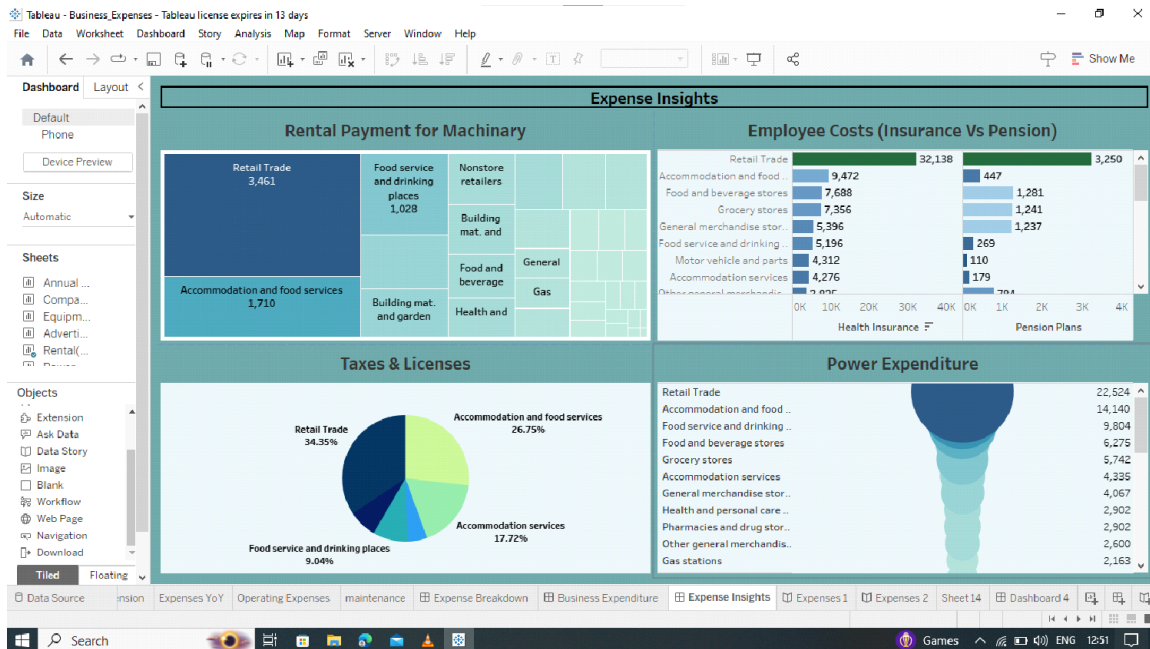 Tableau - Business_Expenses - Tableau license expires in 13 days
File Data Worksheet Dashboard Story Analysis Map Format Server Window Help
Show Me
Dashboard Layout
Default
Phone
Device Preview
Size
Automatic
Sheets
Annual ...
Compa...
Equipm...
Adverti...
Rental(...
Objects
Extension
Ask Data
Data Story
Image
Blank
Workflow
Web Page
Navigation
Download
Tiled Floating
Expense Insights
Rental Payment for Machinary
Retail Trade
3,461
Accommodation and food services
1,710
Food service
and drinking
places
1,028
Building mat.
and garden
Nonstore
retailers
Building
mat. and
Food and
beverage
Health and
General
Gas
Employee Costs (Insurance Vs Pension)
Retail Trade 32,138 3,250
Accommodation and food .. 9,472 447
Food and beverage stores 7,688 1,281
Grocery stores 7,356 1,241
General merchandise stor.. 5,396 1,237
Food service and drinking .. 5,196 269
Motor vehicle and parts 4,312 110
Accommodation services 4,276 179
0K 10K 20K 30K 40K 0K 1K 2K 3K 4K
Health Insurance Pension Plans
Taxes & Licenses
Retail Trade
34.35%
Accommodation and food services
26.75%
Accommodation services
17.72%
Food service and drinking places
9.04%
Power Expenditure
Retail Trade 22,524
Accommodation and food .. 14,140
Food service and drinking .. 9,804
Food and beverage stores 6,275
Grocery stores 5,742
Accommodation services 4,335
General merchandise stor.. 4,067
Health and personal care .. 2,902
Pharmacies and drug stor.. 2,902
Other general merchandis.. 2,600
Gas stations 2,163
Data Source ension Expenses YoY Operating Expenses maintenance Expense Breakdown Business Expenditure Expense Insights Expenses 1 Expenses 2 Sheet 14 Dashboard 4
Search Games ENG 12:51